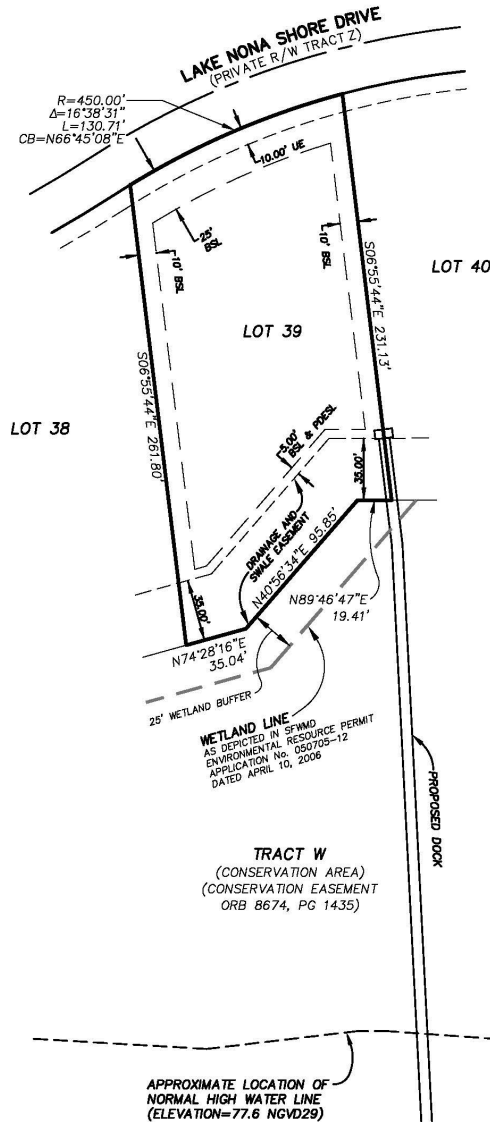 LAKE NONA SHORE DRIVE
(PRIVATE R/W TRACT Z)
R=450.00'
Δ=16°38'31"
L=130.71'
CB=N66°45'08"E
10.00' UE
25'
BSL
10' BSL
10' BSL
S06°55'44"E 231.13'
LOT 40
LOT 39
S06°55'44"E 261.80'
LOT 38
5.00'
BSL & PDESL
35.00'
DRAINAGE AND
SWALE EASEMENT
N40°56'34"E 95.85'
35.00'
N89°46'47"E
19.41'
N74°28'16"E
35.04'
25' WETLAND BUFFER
WETLAND LINE
AS DEPICTED IN SFWMD
ENVIRONMENTAL RESOURCE PERMIT
APPLICATION No. 050705-12
DATED APRIL 10, 2006
PROPOSED DOCK
TRACT W
(CONSERVATION AREA)
(CONSERVATION EASEMENT
ORB 8674, PG 1435)
APPROXIMATE LOCATION OF
NORMAL HIGH WATER LINE
(ELEVATION=77.6 NGVD29)